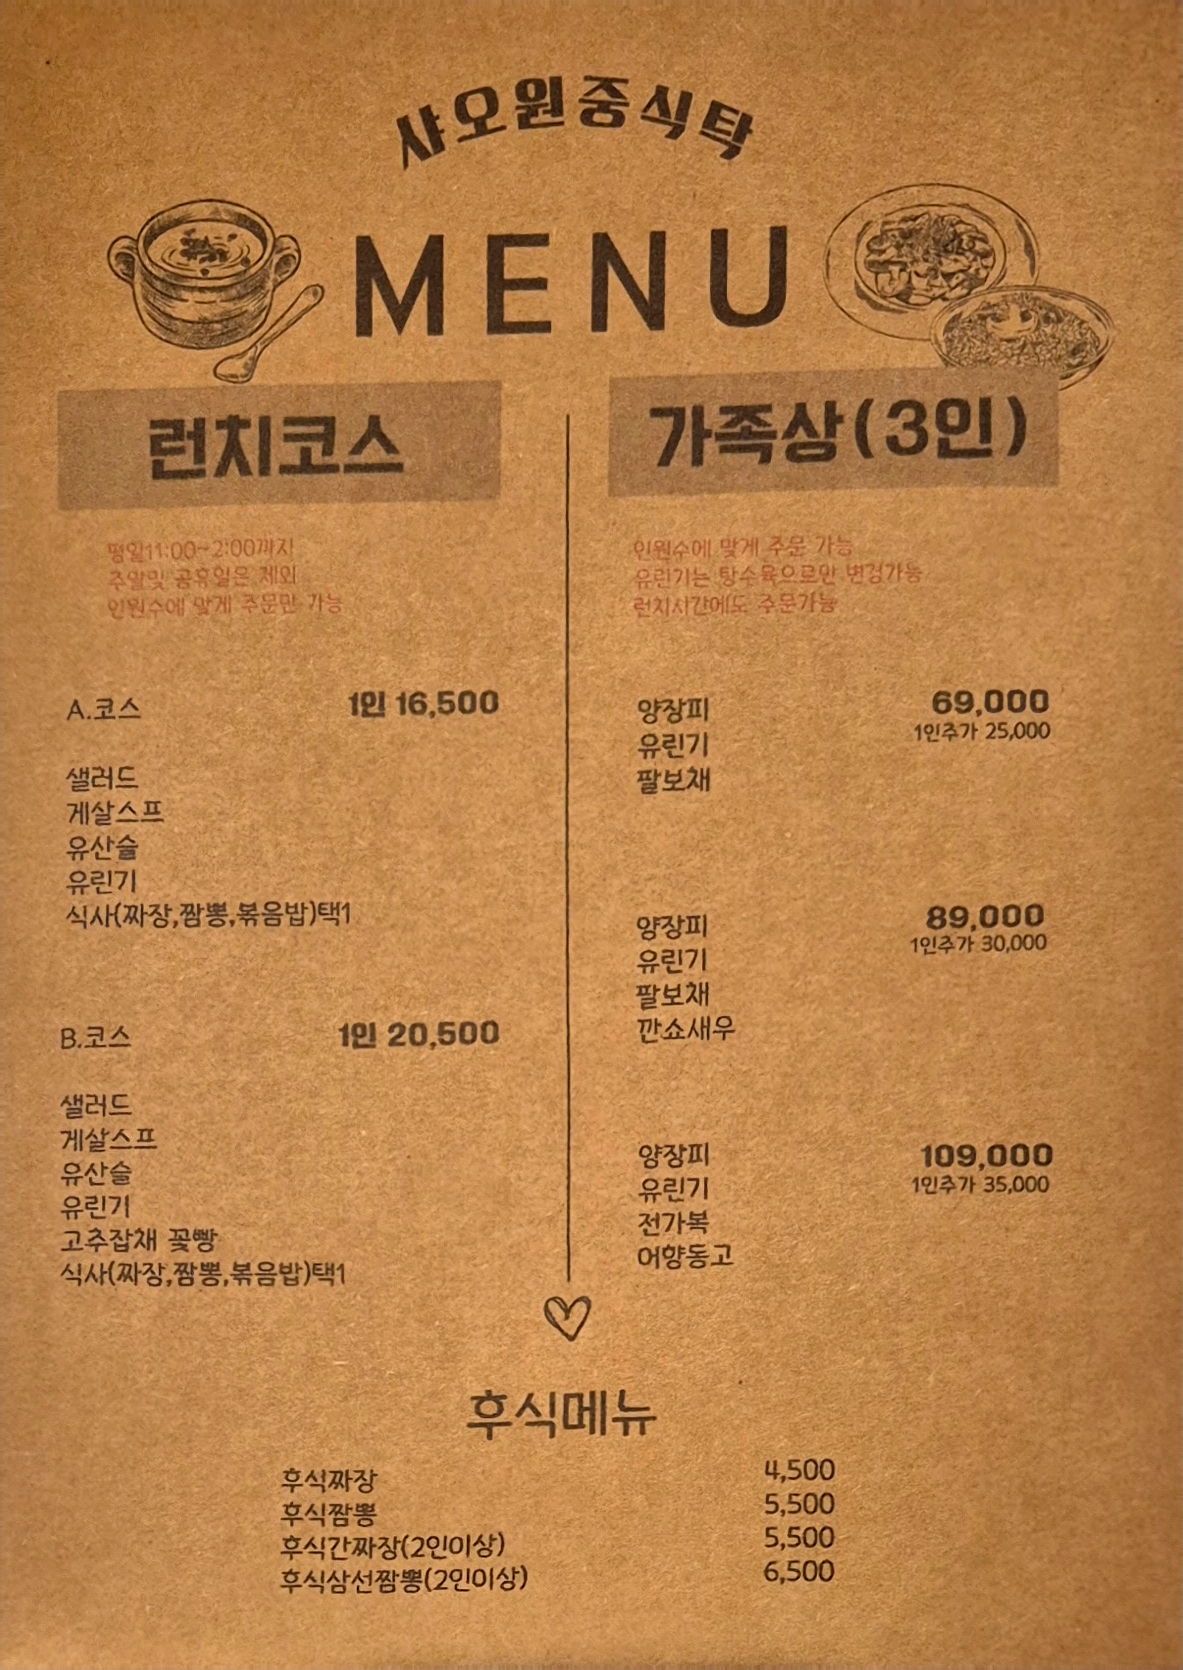 샤오원중식탁
MENU
런치코스
평일11:00~2:00까지
주말및 공휴일은 제외
인원수에 맞게 주문만 가능
A.코스 1인 16,500
샐러드
게살스프
유산슬
유린기
식사(짜장,짬뽕,볶음밥)택1
B.코스 1인 20,500
샐러드
게살스프
유산슬
유린기
고추잡채 꽃빵
식사(짜장,짬뽕,볶음밥)택1
가족상(3인)
인원수에 맞게 주문 가능
유린기는 탕수육으로만 변경가능
런치시간에도 주문가능
양장피 69,000
1인추가 25,000
유린기
팔보채
양장피 89,000
1인추가 30,000
유린기
팔보채
깐쇼새우
양장피 109,000
1인추가 35,000
유린기
전가복
어향동고
후식메뉴
후식짜장 4,500
후식짬뽕 5,500
후식간짜장(2인이상) 5,500
후식삼선짬뽕(2인이상) 6,500